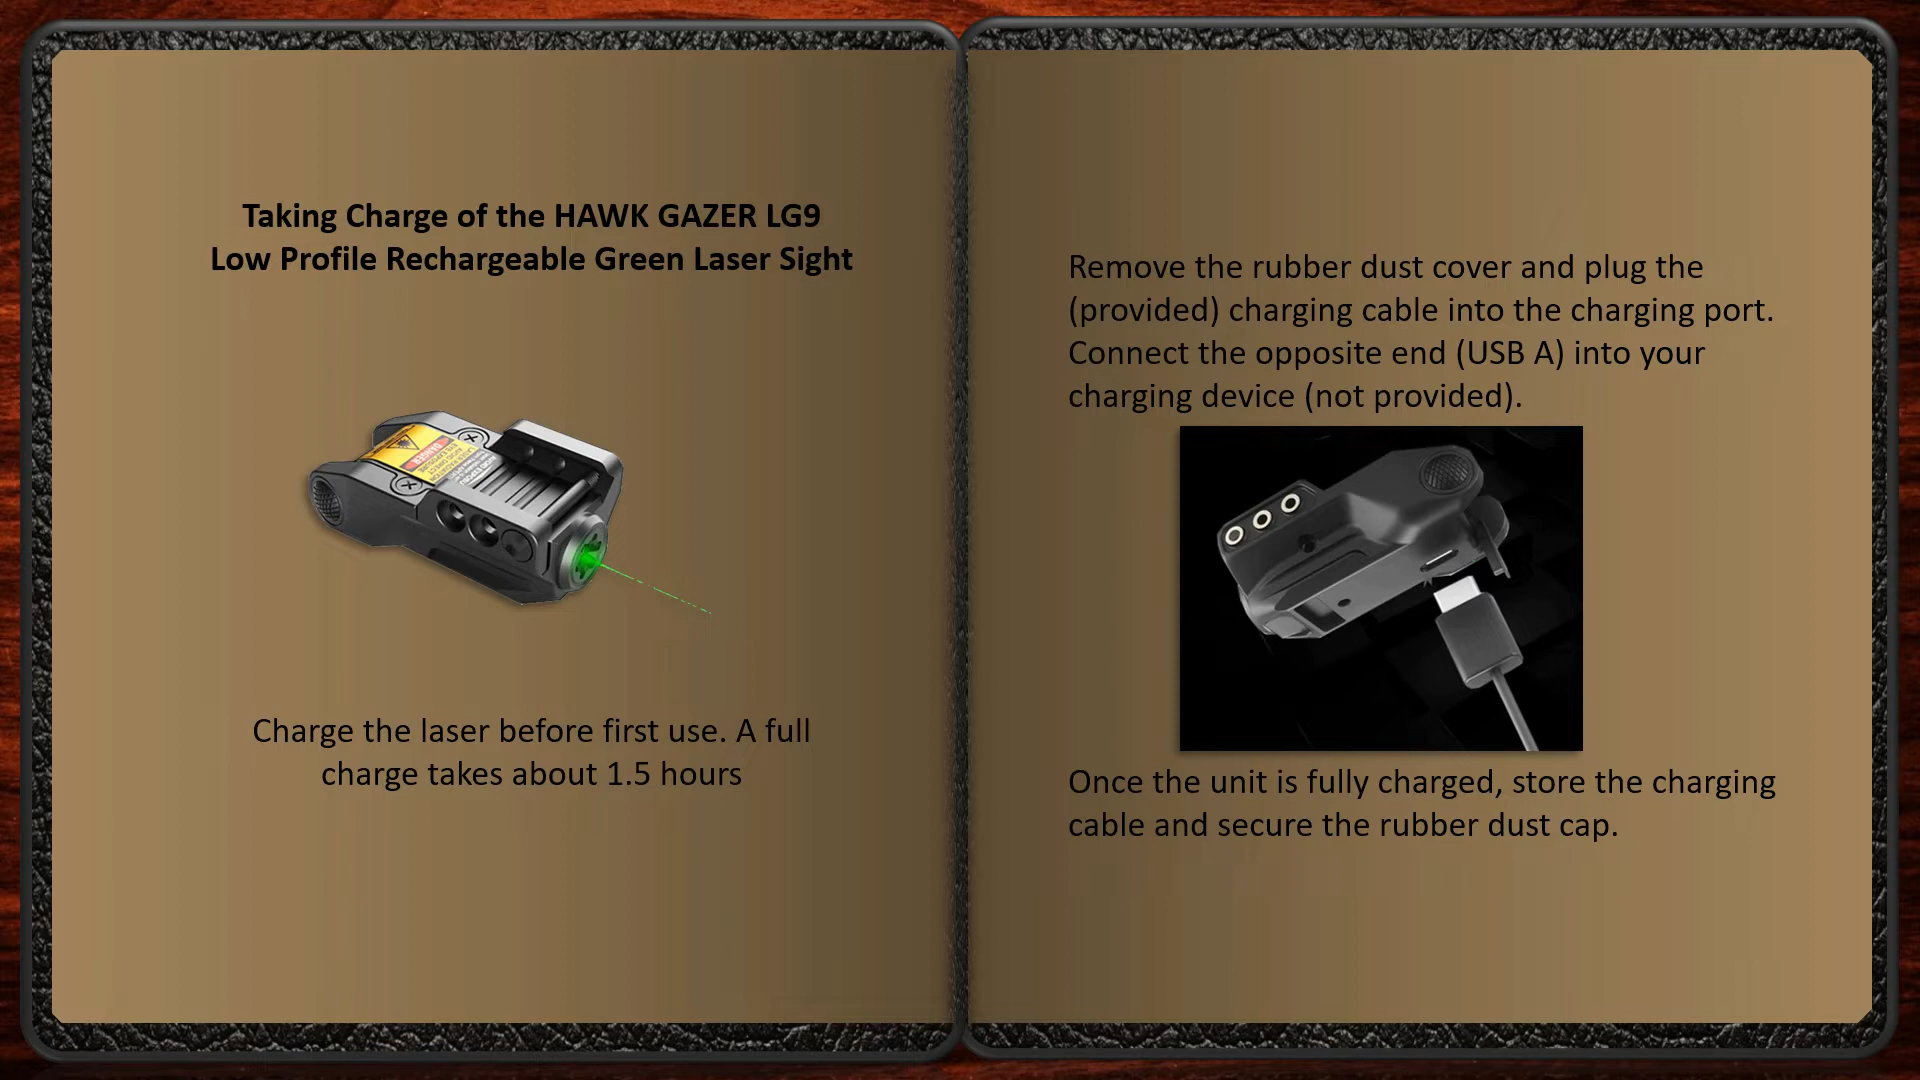 Taking Charge of the HAWK GAZER LG9
Low Profile Rechargeable Green Laser Sight
DANGER
Charge the laser before first use. A full
charge takes about 1.5 hours
Remove the rubber dust cover and plug the
(provided) charging cable into the charging port.
Connect the opposite end (USB A) into your
charging device (not provided).
Once the unit is fully charged, store the charging
cable and secure the rubber dust cap.